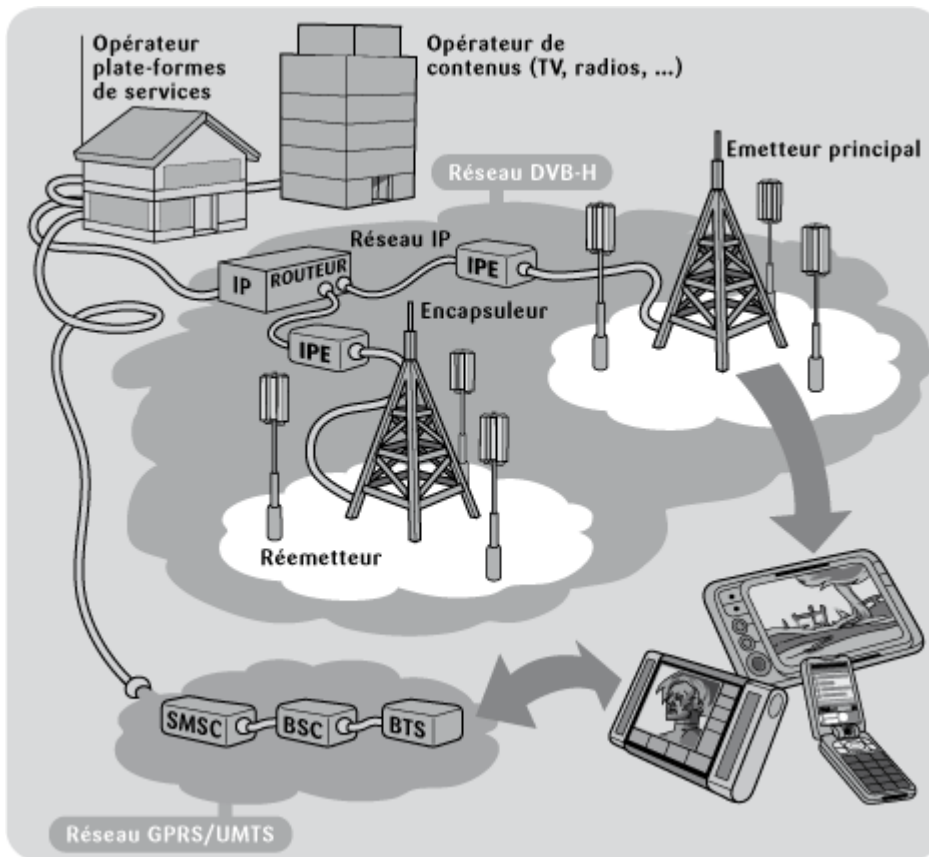 Opérateur
plate-formes
de services
Opérateur de
contenus (TV, radios, ...)
Emetteur principal
Réseau DVB-H
Réseau IP
IP
ROUTEUR
IPE
Encapsuleur
IPE
Réemetteur
SMSC
BSC
BTS
Réseau GPRS/UMTS